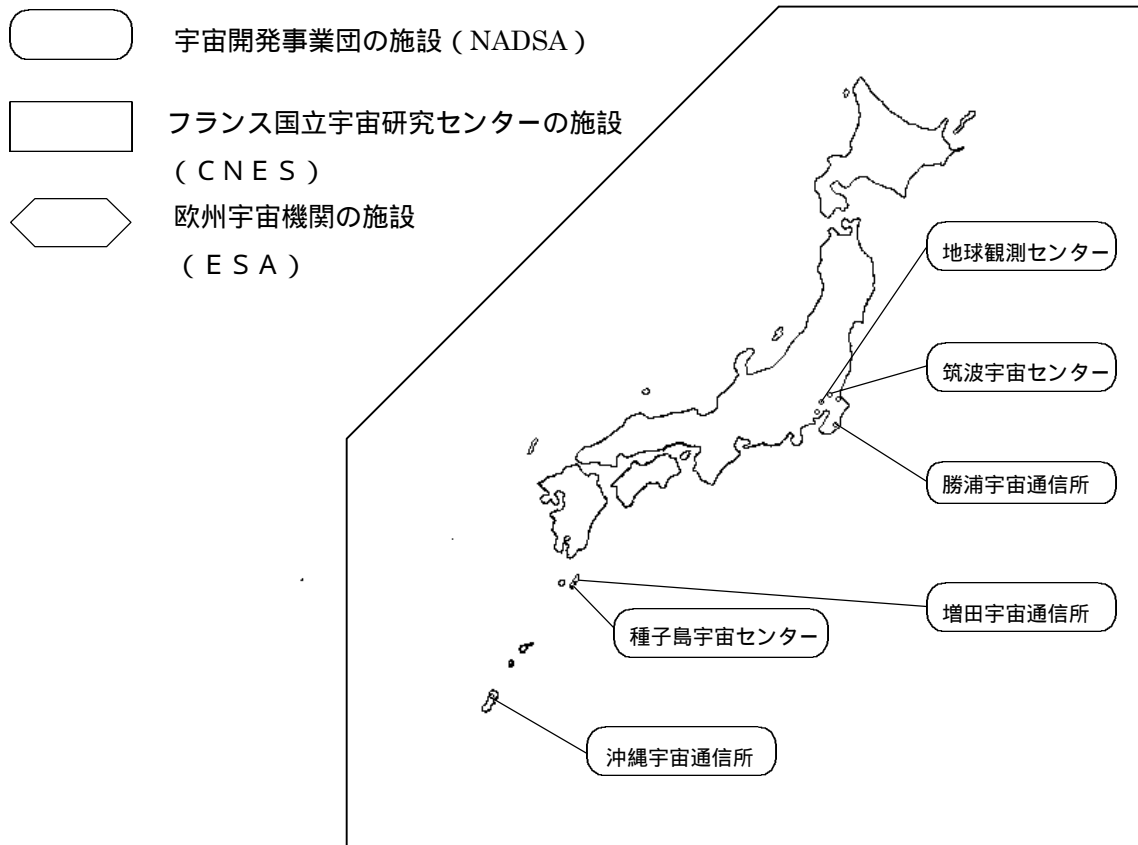 宇宙開発事業団の施設(NADSA)
フランス国立宇宙研究センターの施設
(CNES)
欧州宇宙機関の施設
(ESA)
地球観測センター
筑波宇宙センター
勝浦宇宙通信所
増田宇宙通信所
種子島宇宙センター
沖縄宇宙通信所